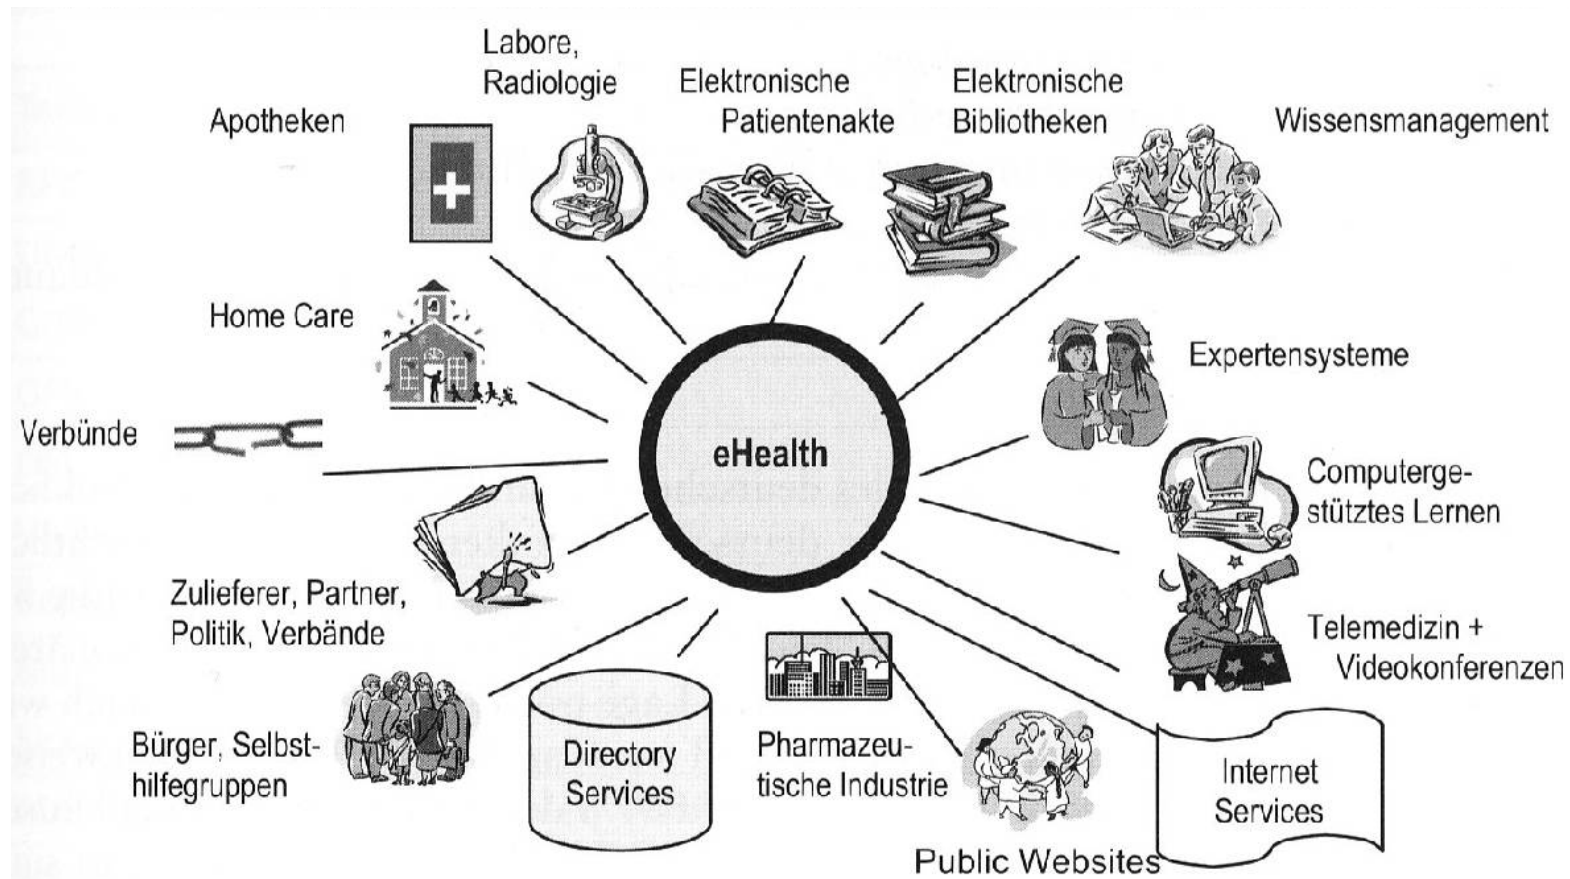 Labore,
Radiologie
Elektronische
Patientenakte
Elektronische
Bibliotheken
Apotheken
Wissensmanagement
Home Care
Expertensysteme
Verbünde
eHealth
Computerge-
stütztes Lernen
Zulieferer, Partner,
Politik, Verbände
Telemedizin +
Videokonferenzen
Bürger, Selbst-
hilfegruppen
Directory
Services
Pharmazeu-
tische Industrie
Internet
Services
Public Websites